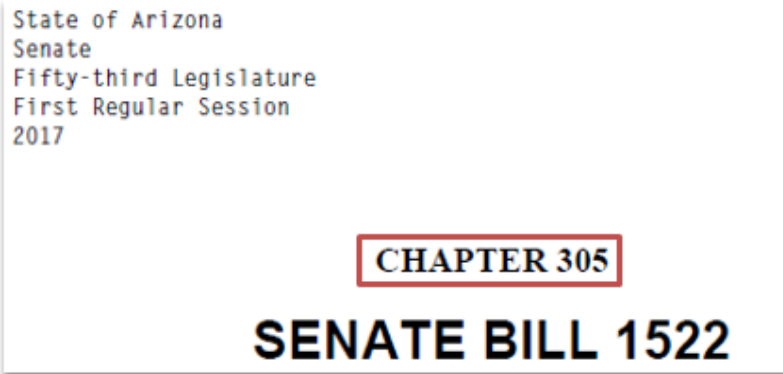 State of Arizona
Senate
Fifty-third Legislature
First Regular Session
2017
CHAPTER 305
SENATE BILL 1522